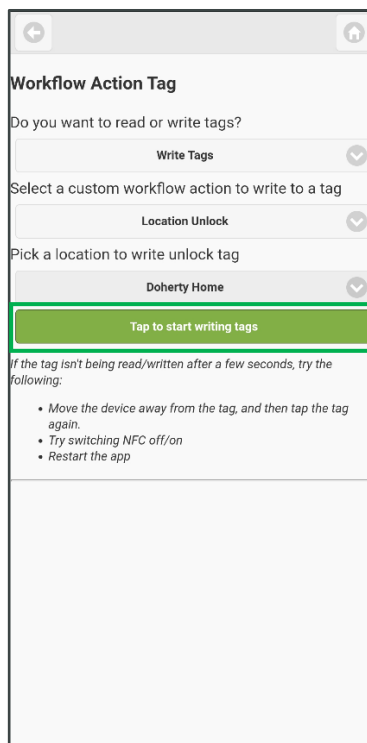 Workflow Action Tag
Do you want to read or write tags?
Write Tags
Select a custom workflow action to write to a tag
Location Unlock
Pick a location to write unlock tag
Doherty Home
Tap to start writing tags
If the tag isn't being read/written after a few seconds, try the
following:
• Move the device away from the tag, and then tap the tag
again.
• Try switching NFC off/on
• Restart the app